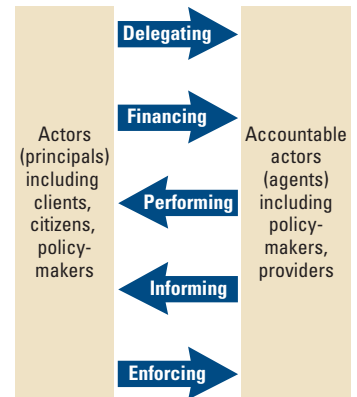 Delegating
Financing
Actors
(principals)
including
clients,
citizens,
policy-
makers
Performing
Informing
Enforcing
Accountable
actors
(agents)
including
policy-
makers,
providers